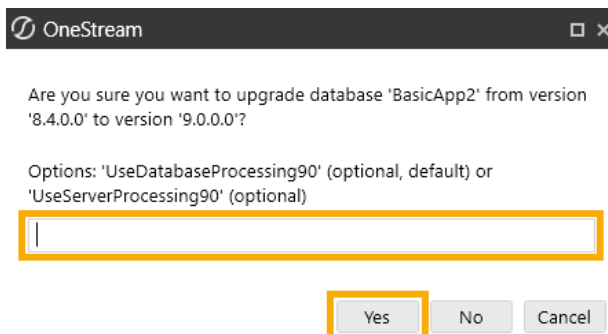 OneStream
Are you sure you want to upgrade database 'BasicApp2' from version
'8.4.0.0' to version '9.0.0.0'?
Options: 'UseDatabaseProcessing90' (optional, default) or
'UseServerProcessing90' (optional)
Yes No Cancel